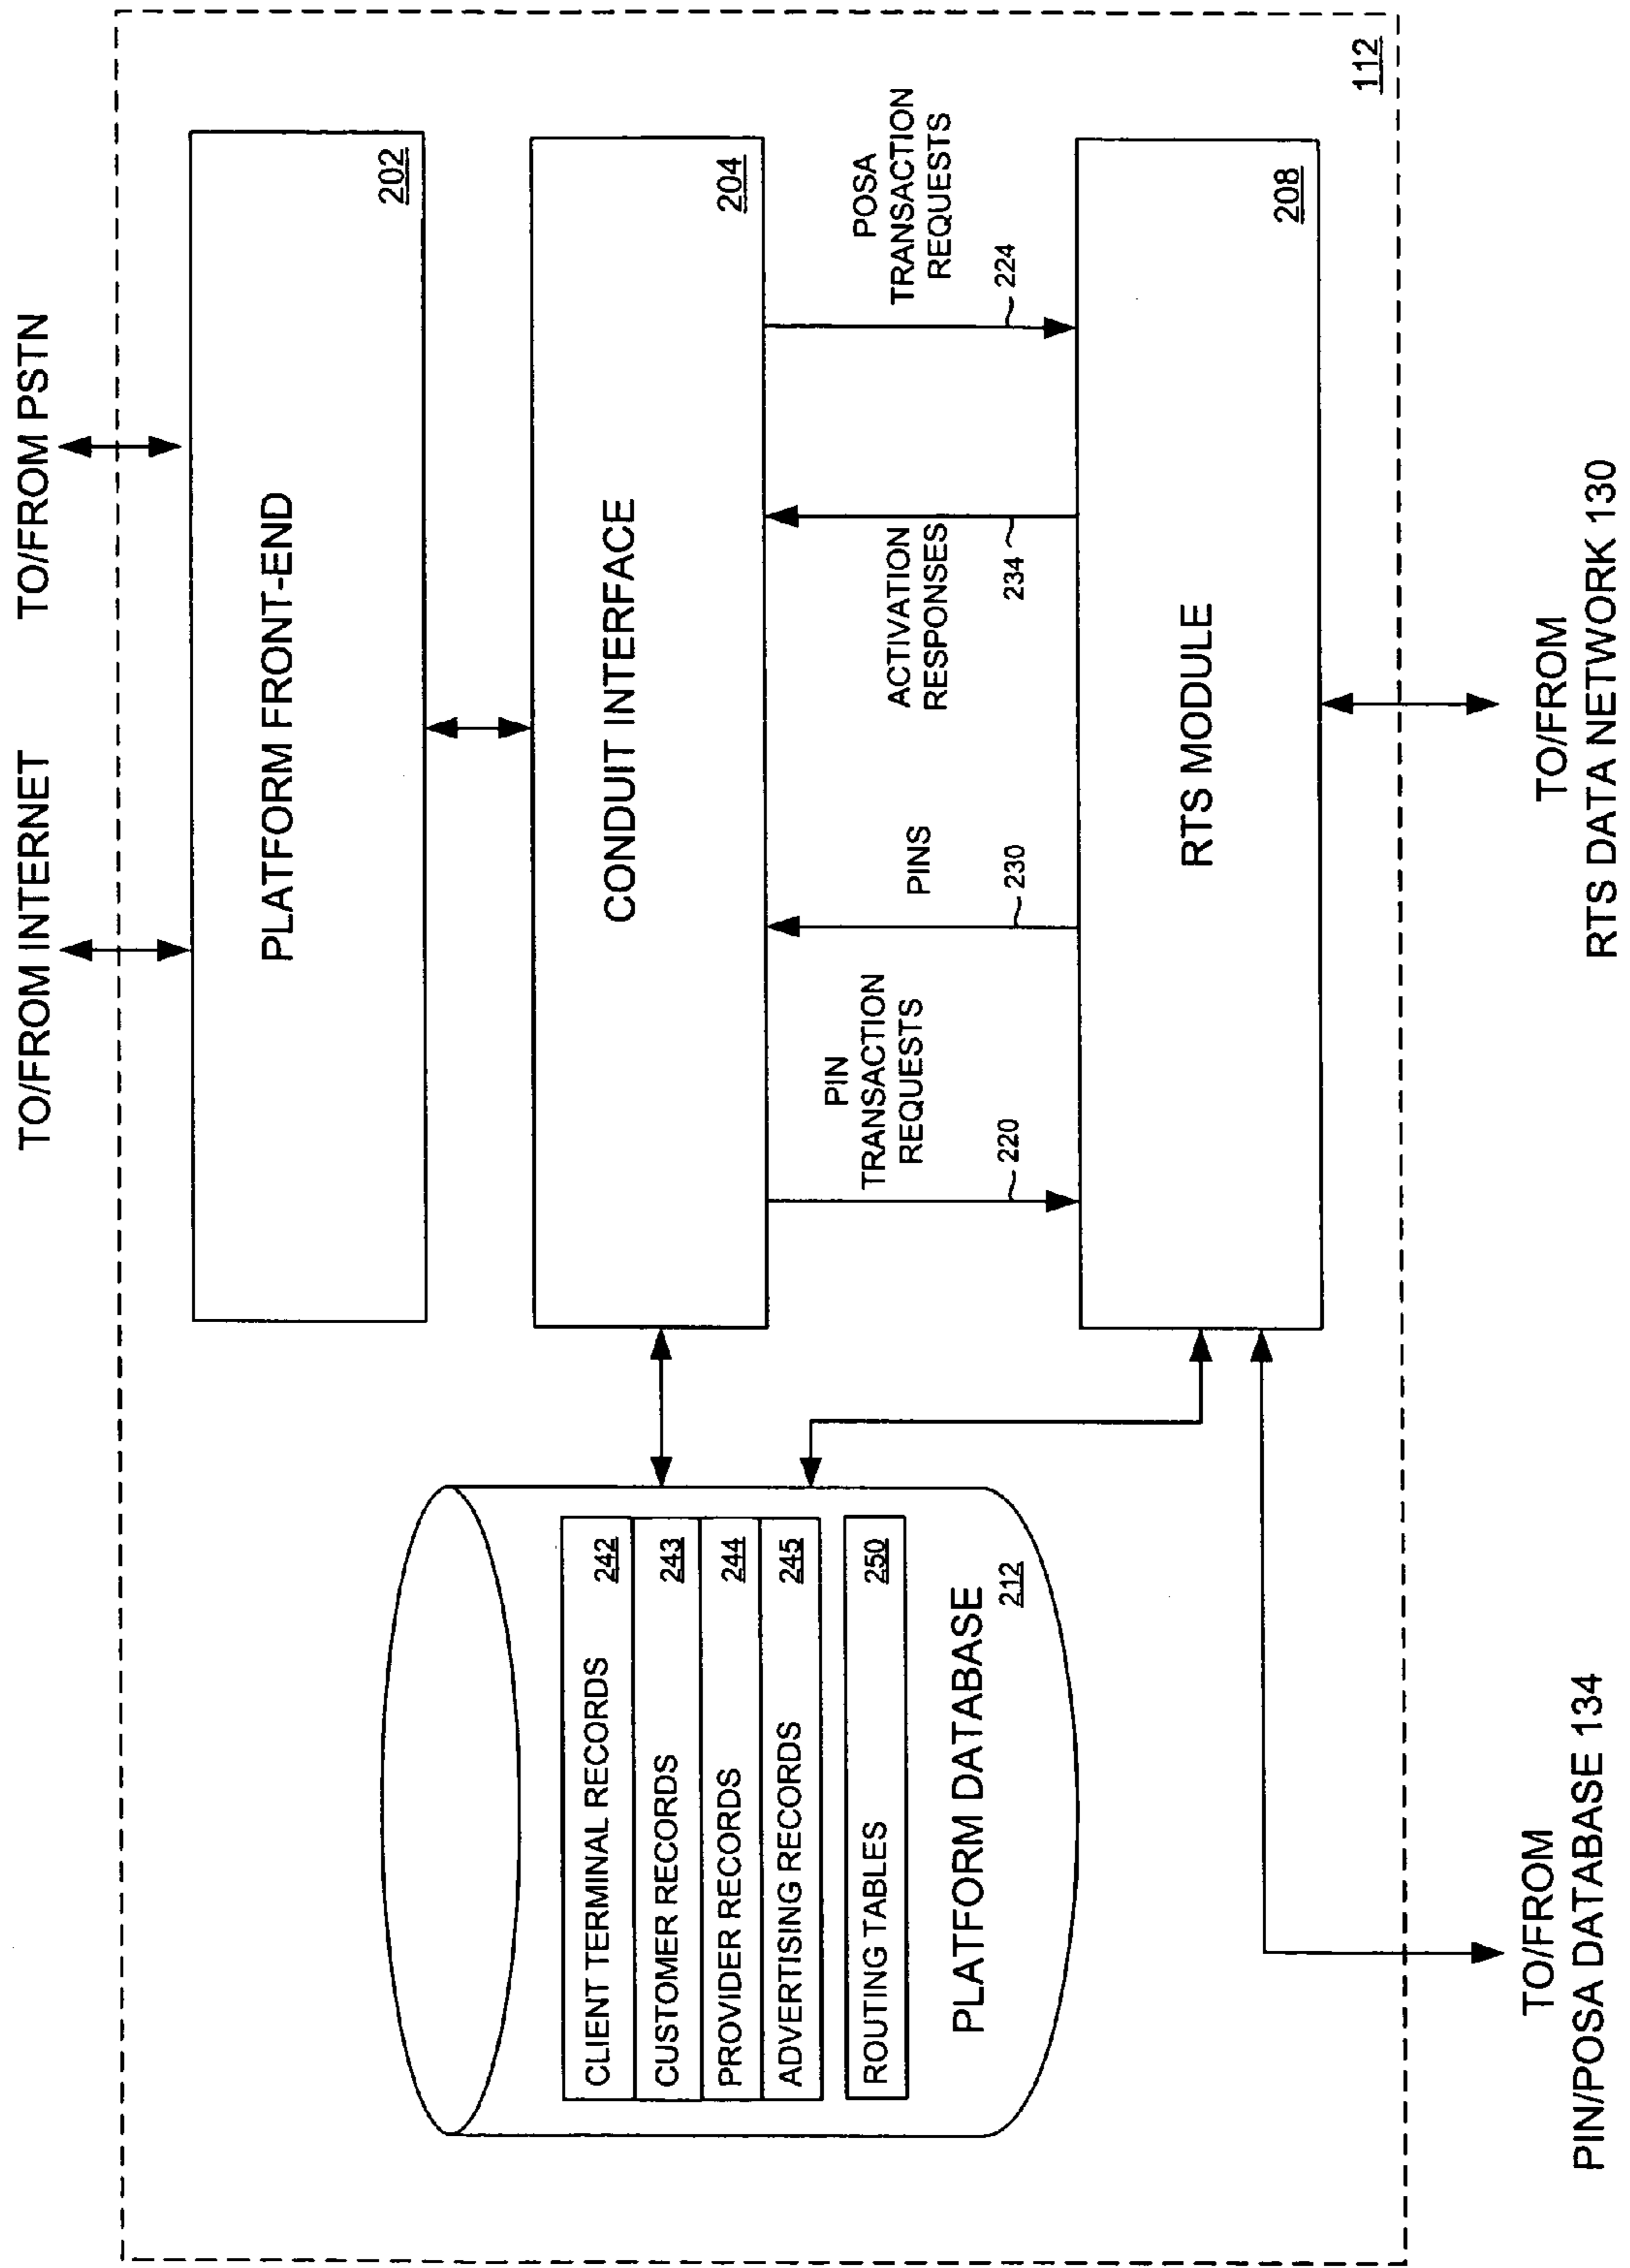 TO/FROM INTERNET
TO/FROM PSTN
PLATFORM FRONT-END
202
CONDUIT INTERFACE
204
PIN
TRANSACTION
REQUESTS
220
PINS
230
ACTIVATION
RESPONSES
234
POSA
TRANSACTION
REQUESTS
224
RTS MODULE
208
CLIENT TERMINAL RECORDS
242
CUSTOMER RECORDS
243
PROVIDER RECORDS
244
ADVERTISING RECORDS
245
ROUTING TABLES
250
PLATFORM DATABASE
212
112
TO/FROM
PIN/POSA DATABASE 134
TO/FROM
RTS DATA NETWORK 130